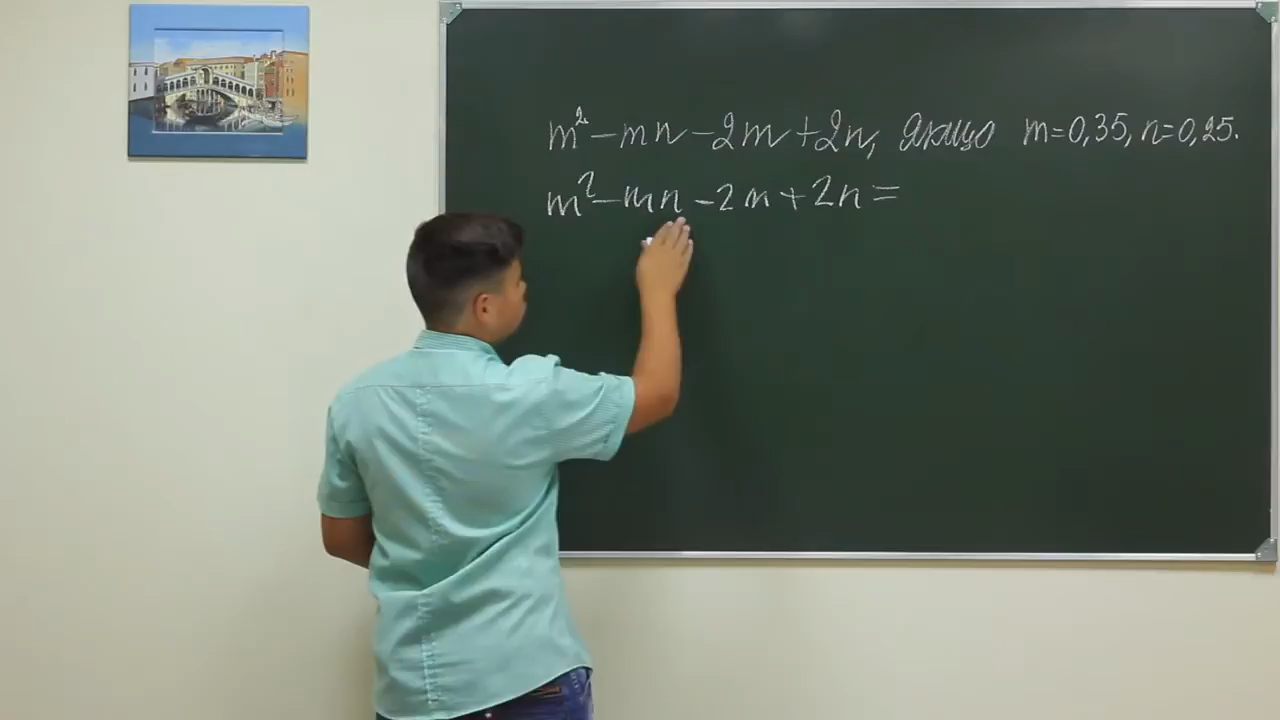 m² – mn – 2m + 2n, якщо m=0,35, n=0,25.
m² – mn – 2m + 2n =